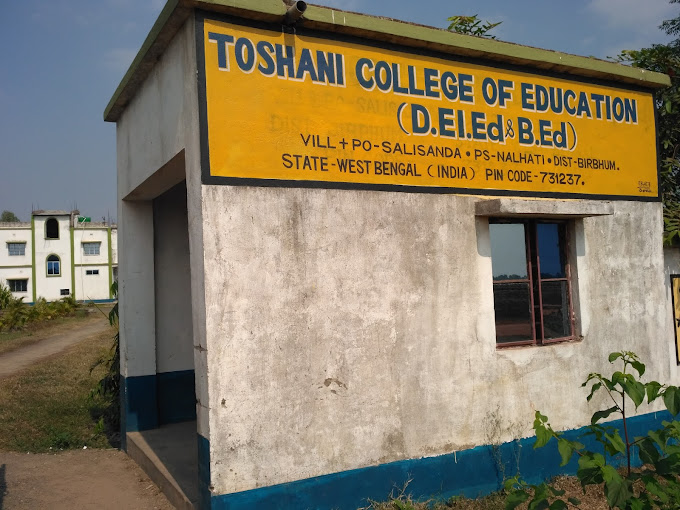 TOSHANI COLLEGE OF EDUCATION
(D.El.Ed & B.Ed)
VILL + PO-SALISANDA • PS-NALHATI • DIST-BIRBHUM.
STATE-WEST BENGAL (INDIA) PIN CODE-731237.